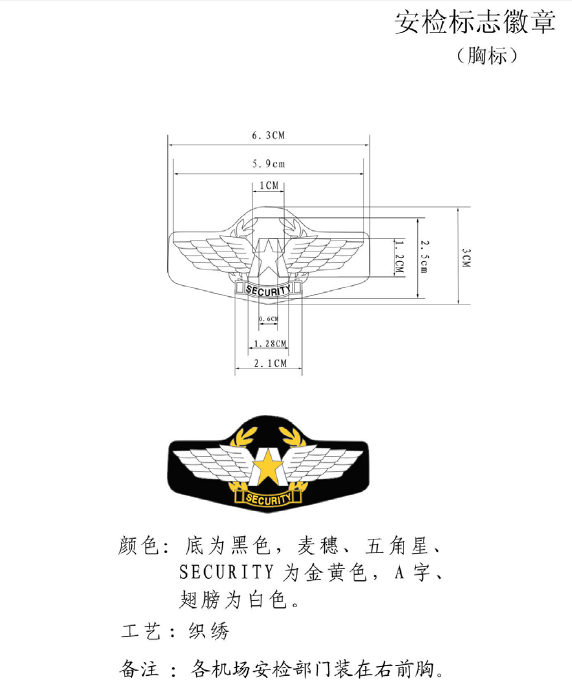 安检标志徽章
（胸标）
6.3CM
5.9cm
1CM
1.2CM
2.5cm
3CM
SECURITY
0.6CM
1.28CM
2.1CM
SECURITY
颜色：底为黑色，麦穗、五角星、
SECURITY为金黄色，A字、
翅膀为白色。
工艺：织绣
备注：各机场安检部门装在右前胸。